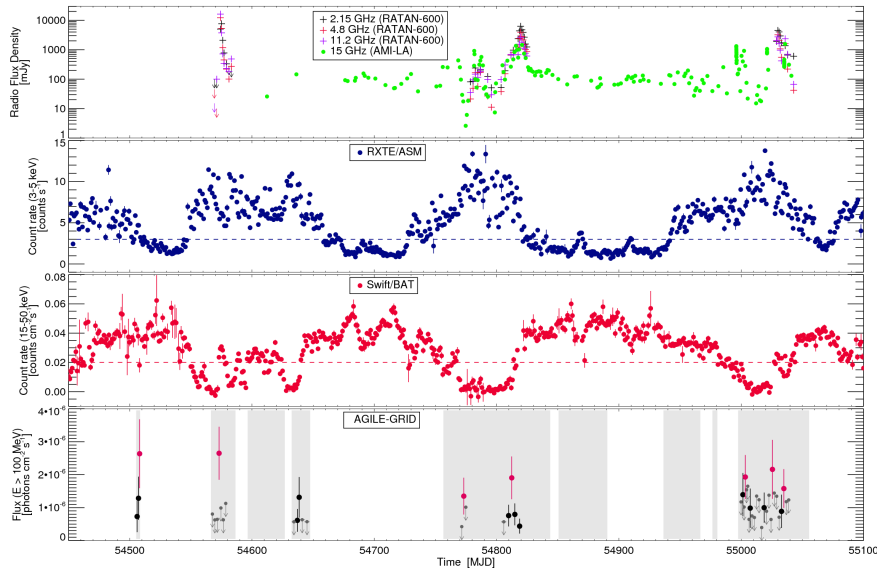 2.15 GHz (RATAN-600)
4.8 GHz (RATAN-600)
11.2 GHz (RATAN-600)
15 GHz (AMI-LA)
Radio Flux Density
[mJy]
10000
1000
100
10
1
RXTE/ASM
Count rate (3-5 keV)
[counts s⁻¹]
15
10
5
0
Swift/BAT
Count rate (15-50 keV)
[counts cm⁻²s⁻¹]
0.08
0.06
0.04
0.02
0.00
AGILE-GRID
Flux (E > 100 MeV)
[photons cm⁻² s⁻¹]
4×10⁻⁶
3×10⁻⁶
2×10⁻⁶
1×10⁻⁶
0
54500 54600 54700 54800 54900 55000 55100
Time [MJD]